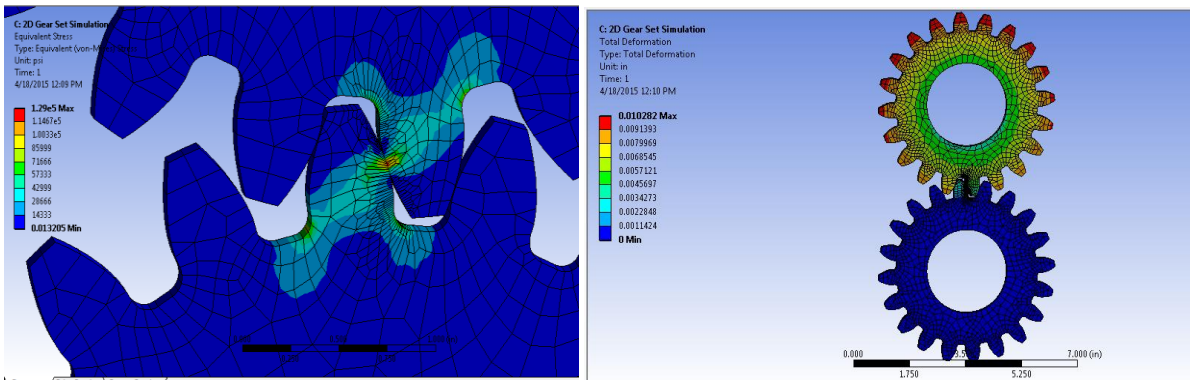 C: 2D Gear Set Simulation
Equivalent Stress
Type: Equivalent (von-M
Unit: psi
Time: 1
4/18/2015 12:09 PM
1.29e5 Max
1.1467e5
1.0033e5
85999
71666
57333
42999
28666
14333
0.013205 Min
C: 2D Gear Set Simulation
Total Deformation
Type: Total Deformation
Unit: in
Time: 1
4/18/2015 12:10 PM
0.010282 Max
0.0091393
0.0079969
0.0068545
0.0057121
0.0045697
0.0034273
0.0022848
0.0011424
0 Min
0.000
7.000 (in)
1.750
5.250